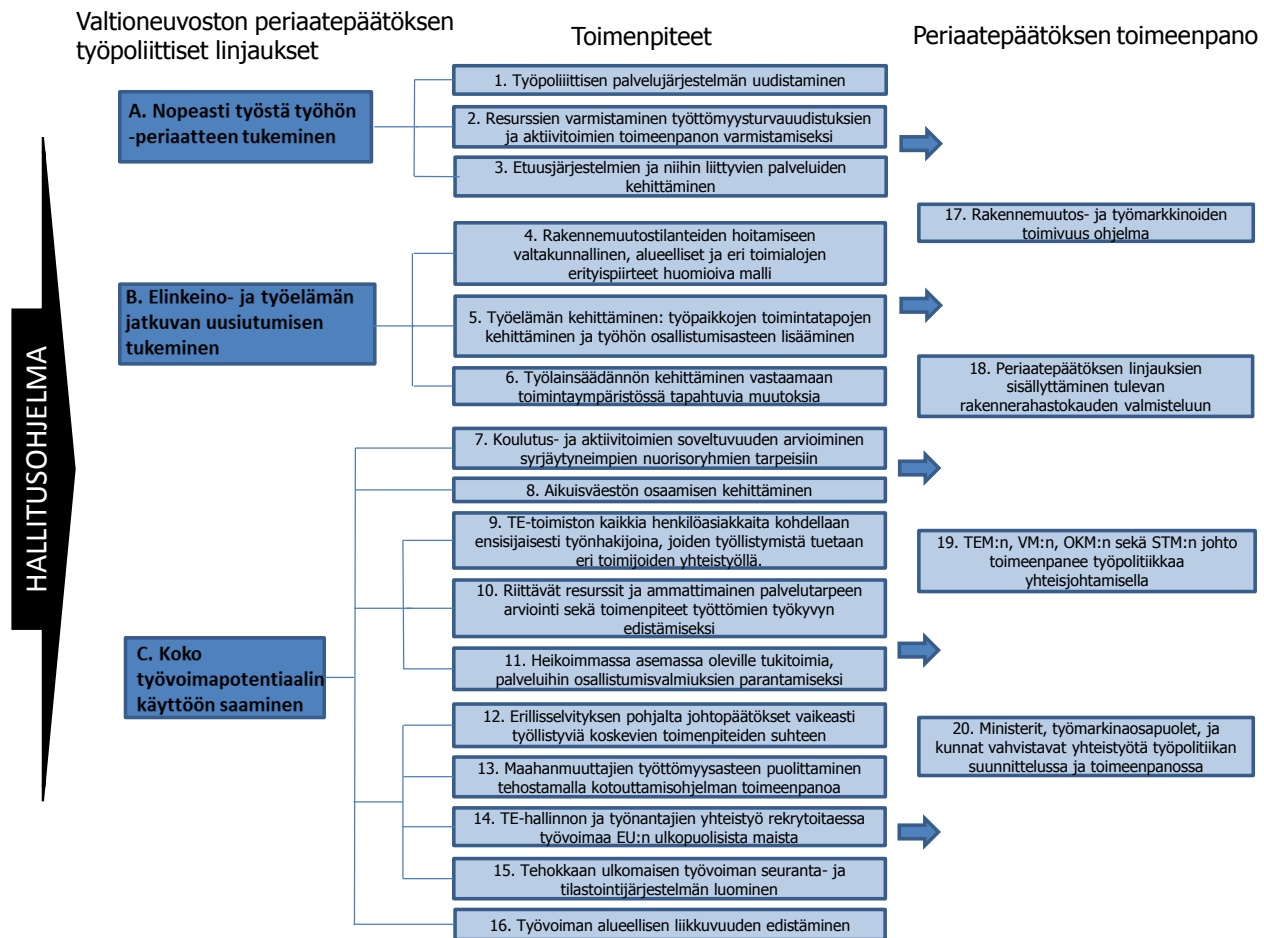 Valtioneuvoston periaatepäätöksen
työpoliittiset linjaukset
Toimenpiteet
Periaatepäätöksen toimeenpano
HALLITUSOHJELMA
A. Nopeasti työstä työhön
-periaatteen tukeminen
1. Työpoliiittisen palvelujärjestelmän uudistaminen
2. Resurssien varmistaminen työttömyysturvauudistuksien
ja aktiivitoimien toimeenpanon varmistamiseksi
3. Etuusjärjestelmien ja niihin liittyvien palveluiden
kehittäminen
B. Elinkeino- ja työelämän
jatkuvan uusiutumisen
tukeminen
4. Rakennemuutostilanteiden hoitamiseen
valtakunnallinen, alueelliset ja eri toimialojen
erityispiirteet huomioiva malli
5. Työelämän kehittäminen: työpaikkojen toimintatapojen
kehittäminen ja työhön osallistumisasteen lisääminen
6. Työlainsäädännön kehittäminen vastaamaan
toimintaympäristössä tapahtuvia muutoksia
C. Koko
työvoimapotentiaalin
käyttöön saaminen
7. Koulutus- ja aktiivitoimien soveltuvuuden arvioiminen
syrjäytyneimpien nuorisoryhmien tarpeisiin
8. Aikuisväestön osaamisen kehittäminen
9. TE-toimiston kaikkia henkilöasiakkaita kohdellaan
ensisijaisesti työnhakijoina, joiden työllistymistä tuetaan
eri toimijoiden yhteistyöllä.
10. Riittävät resurssit ja ammattimainen palvelutarpeen
arviointi sekä toimenpiteet työttömien työkyvyn
edistämiseksi
11. Heikoimmassa asemassa oleville tukitoimia,
palveluihin osallistumisvalmiuksien parantamiseksi
12. Erillisselvityksen pohjalta johtopäätökset vaikeasti
työllistyviä koskevien toimenpiteiden suhteen
13. Maahanmuuttajien työttömyysasteen puolittaminen
tehostamalla kotouttamisohjelman toimeenpanoa
14. TE-hallinnon ja työnantajien yhteistyö rekrytoitaessa
työvoimaa EU:n ulkopuolisista maista
15. Tehokkaan ulkomaisen työvoiman seuranta- ja
tilastointijärjestelmän luominen
16. Työvoiman alueellisen liikkuvuuden edistäminen
17. Rakennemuutos- ja työmarkkinoiden
toimivuus ohjelma
18. Periaatepäätöksen linjauksien
sisällyttäminen tulevan
rakennerahastokauden valmisteluun
19. TEM:n, VM:n, OKM:n sekä STM:n johto
toimeenpanee työpolitiikkaa
yhteisjohtamisella
20. Ministerit, työmarkinaosapuolet, ja
kunnat vahvistavat yhteistyötä työpolitiikan
suunnittelussa ja toimeenpanossa